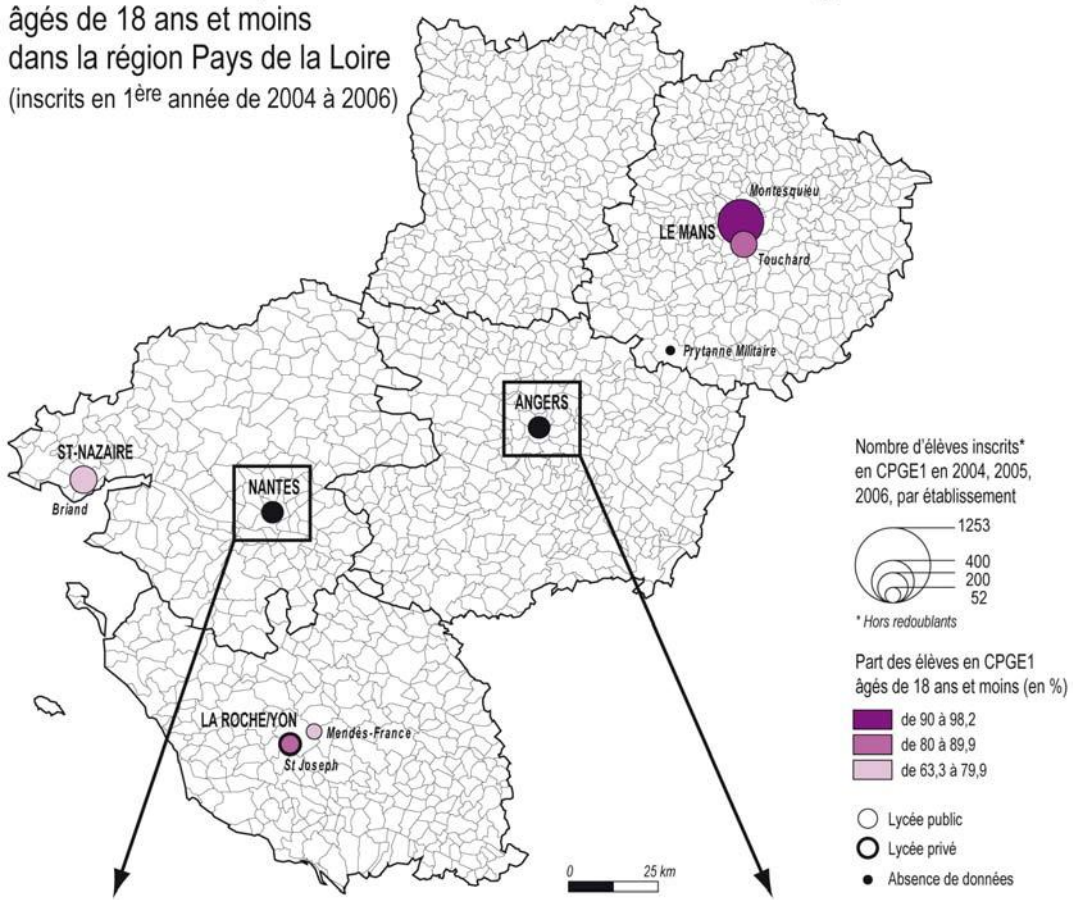 âgés de 18 ans et moins
dans la région Pays de la Loire
(inscrits en 1ère année de 2004 à 2006)
Montesquieu
LE MANS
Touchard
Prytanne Militaire
ANGERS
ST-NAZAIRE
Briand
NANTES
LA ROCHE/YON
Mendès-France
St Joseph
Nombre d'élèves inscrits*
en CPGE1 en 2004, 2005,
2006, par établissement
1253
400
200
52
* Hors redoublants
Part des élèves en CPGE1
âgés de 18 ans et moins (en %)
de 90 à 98,2
de 80 à 89,9
de 63,3 à 79,9
Lycée public
Lycée privé
Absence de données
0 25 km